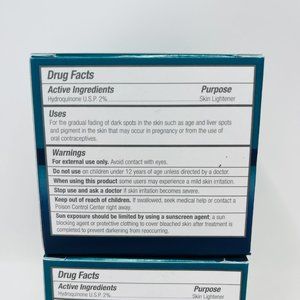 Drug Facts
Active Ingredients Purpose
Hydroquinone U.S.P. 2% Skin Lightener
Uses
For the gradual fading of dark spots in the skin such as age and liver spots
and pigment in the skin that may occur in pregnancy or from the use of
oral contraceptives.
Warnings
For external use only. Avoid contact with eyes.
Do not use on children under 12 years of age unless directed by a doctor.
When using this product some users may experience a mild skin irritation.
Stop use and ask a doctor if skin irritation becomes severe.
Keep out of reach of children. If swallowed, seek medical help or contact a
Poison Control Center right away.
Sun exposure should be limited by using a sunscreen agent, a sun
blocking agent or protective clothing to cover bleached skin after treatment
is completed to prevent darkening from reoccurring.
Drug Facts
Active Ingredients Purpose
Hydroquinone U.S.P. 2% Skin Lightener